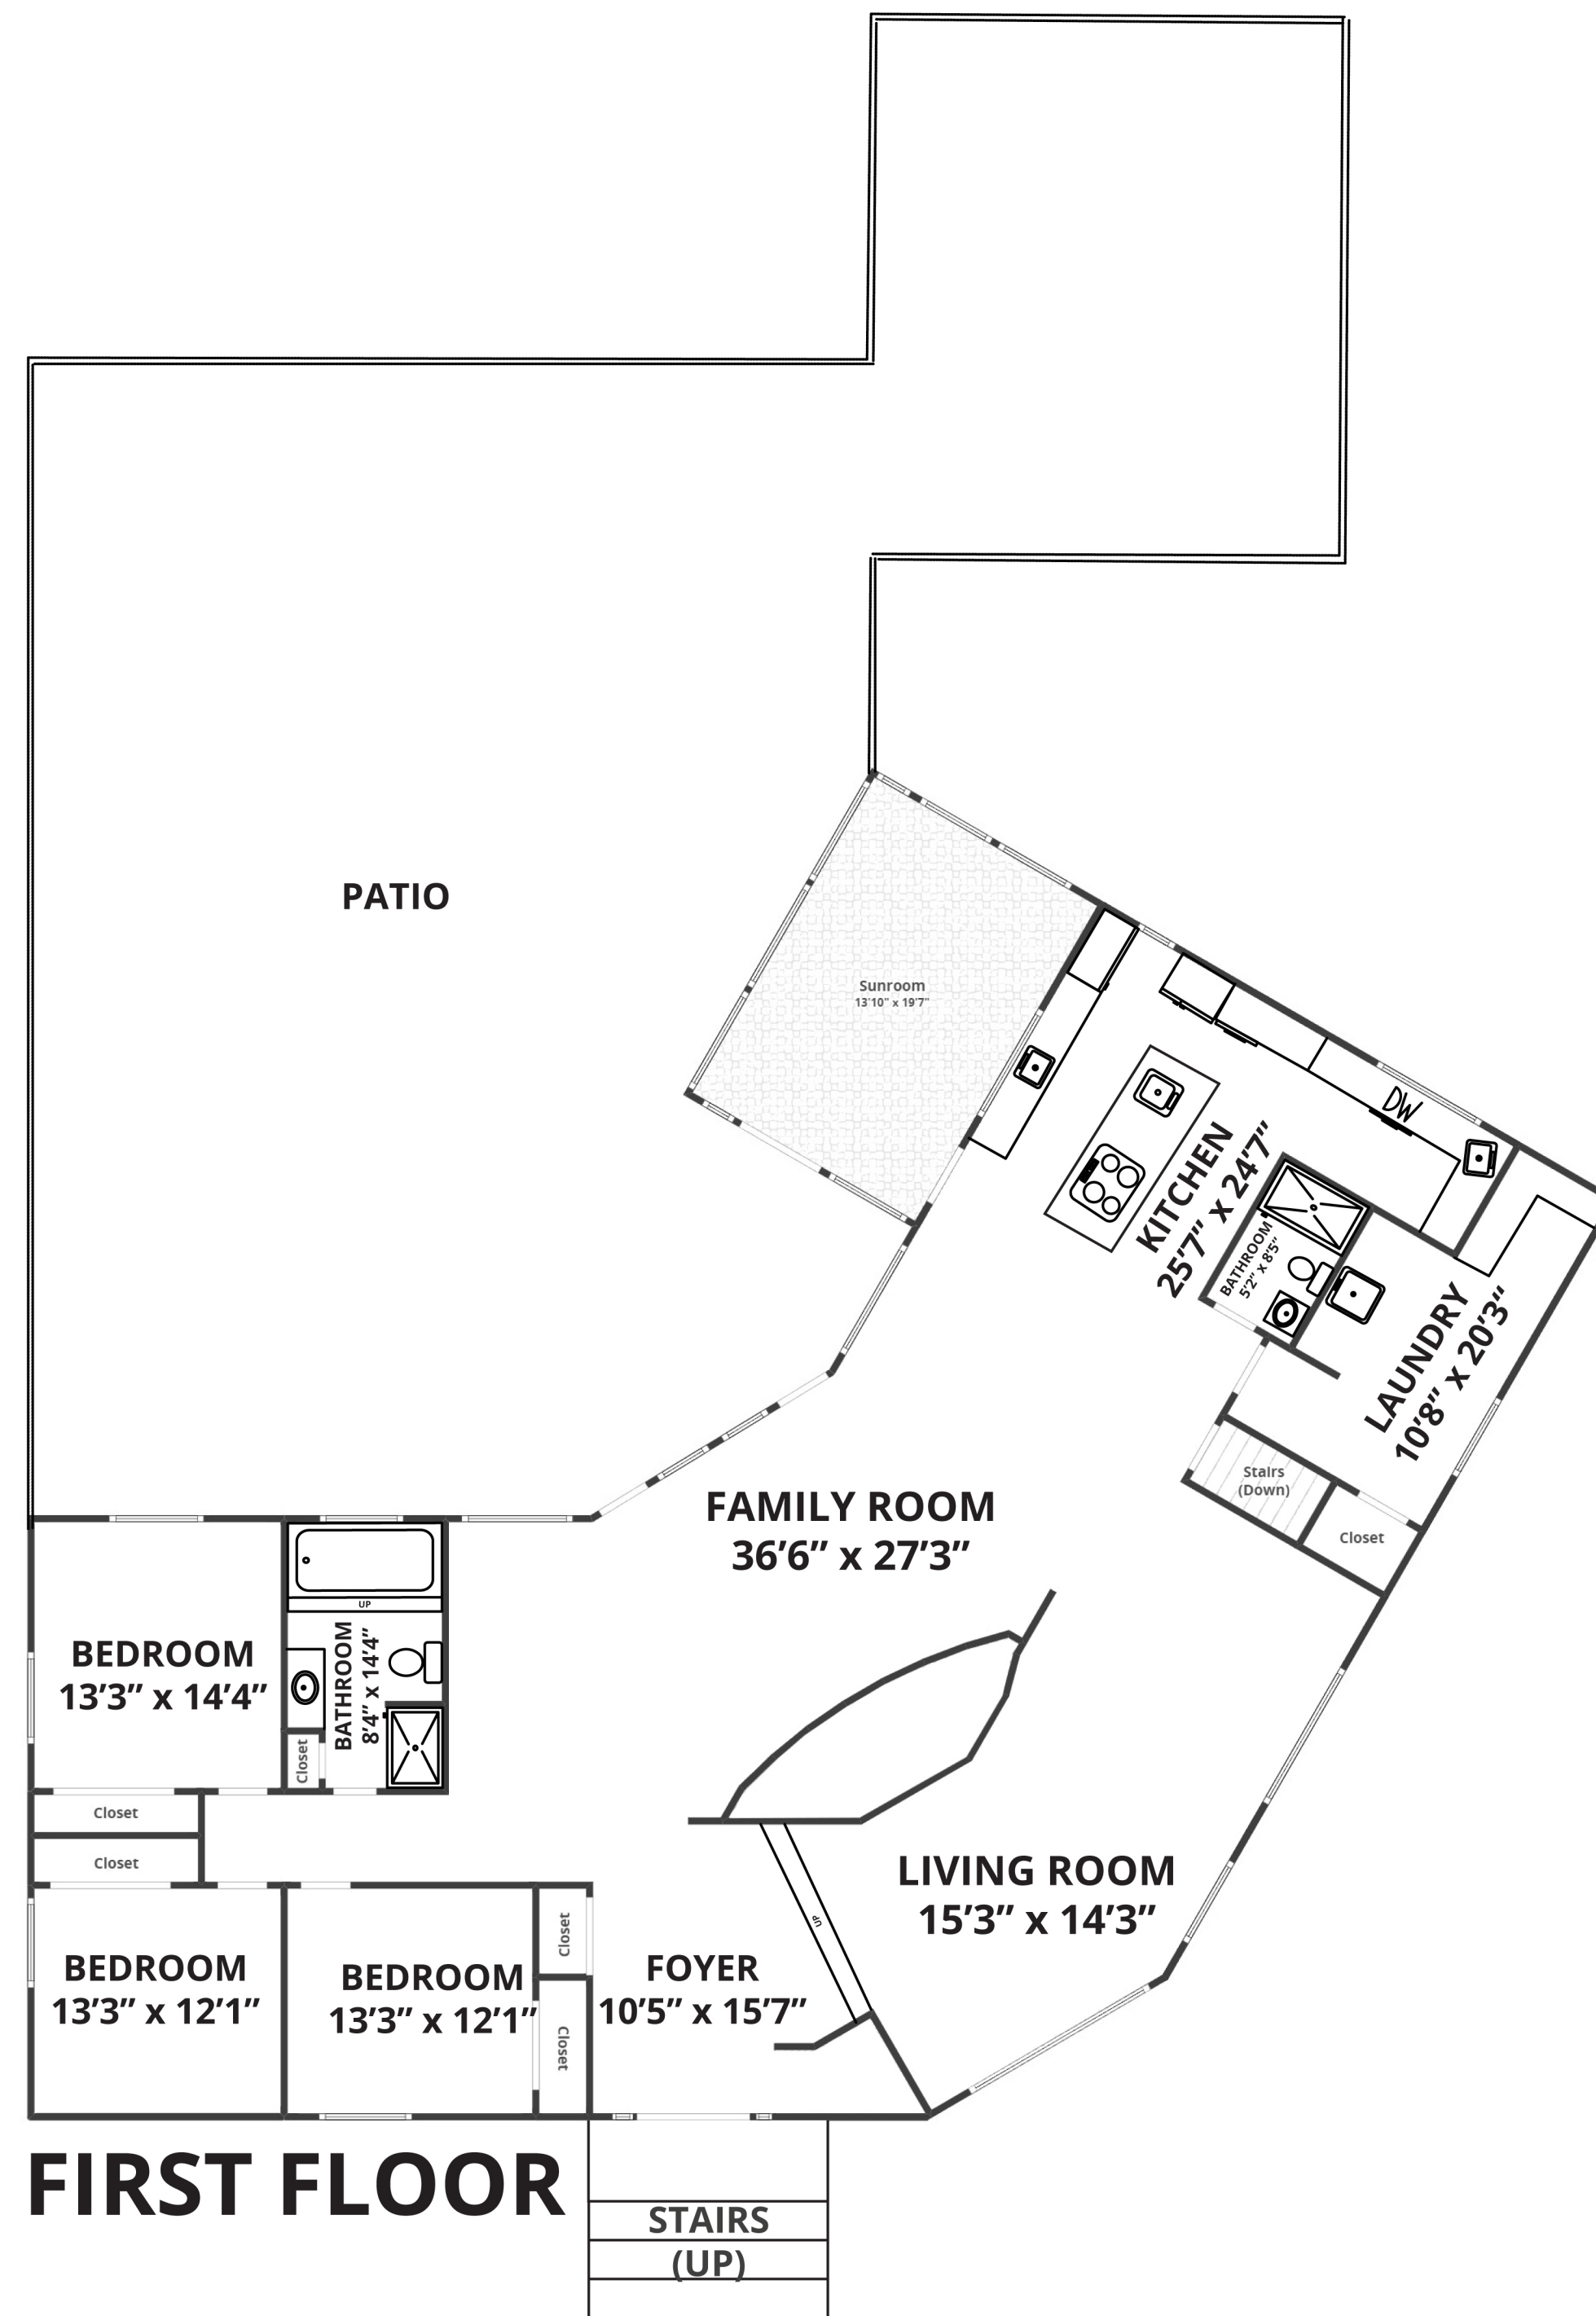 PATIO
Sunroom
13'10" x 19'7"
DW
KITCHEN
25’7” x 24’7”
BATHROOM
5’2” x 8’5”
LAUNDRY
10’8” x 20’3”
Stairs
(Down)
Closet
FAMILY ROOM
36’6” x 27’3”
UP
BEDROOM
13’3” x 14’4”
BATHROOM
8’4” x 14’4”
Closet
Closet
Closet
LIVING ROOM
15’3” x 14’3”
UP
Closet
BEDROOM
13’3” x 12’1”
BEDROOM
13’3” x 12’1”
Closet
FOYER
10’5” x 15’7”
FIRST FLOOR
STAIRS
(UP)